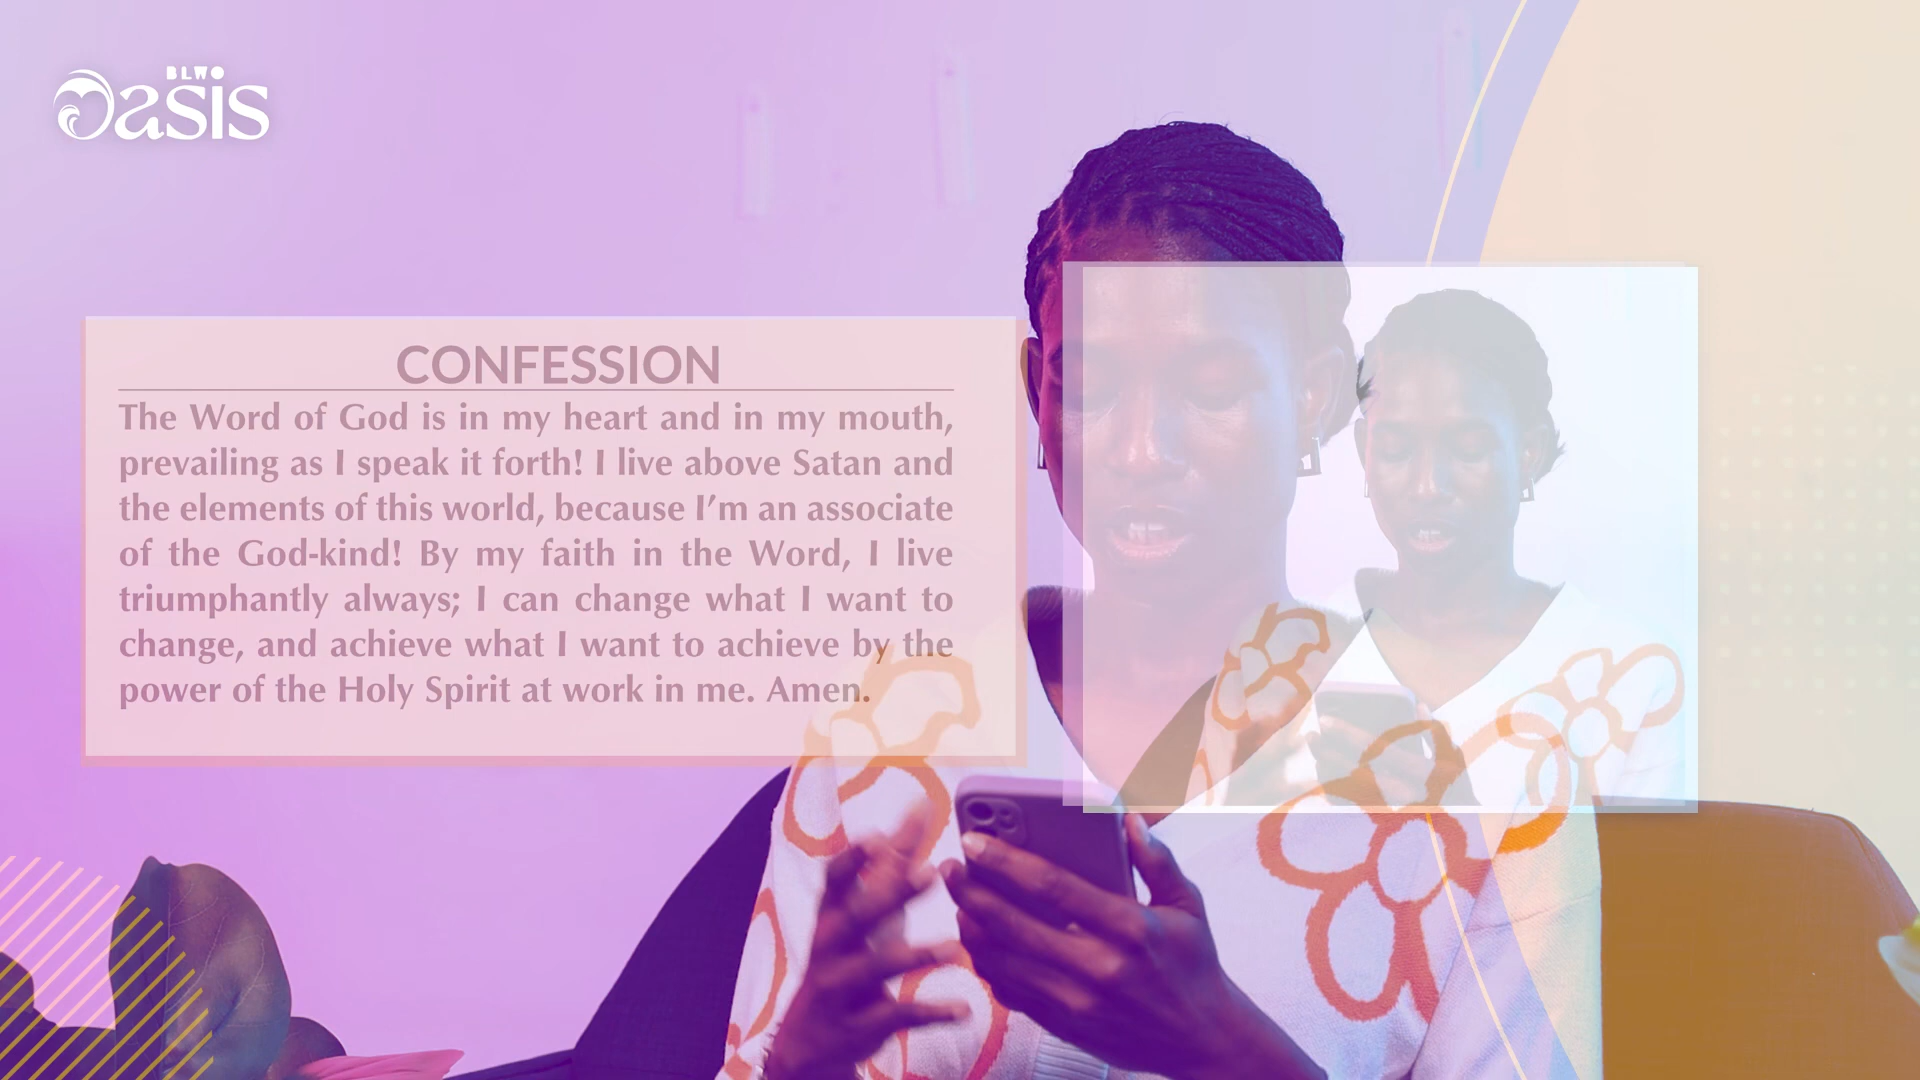 BLWO
Oasis
CONFESSION
The Word of God is in my heart and in my mouth,
prevailing as I speak it forth! I live above Satan and
the elements of this world, because I’m an associate
of the God-kind! By my faith in the Word, I live
triumphantly always; I can change what I want to
change, and achieve what I want to achieve by the
power of the Holy Spirit at work in me. Amen.